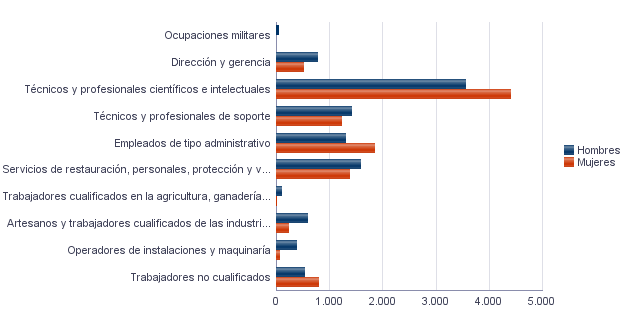 Ocupaciones militares
Dirección y gerencia
Técnicos y profesionales científicos e intelectuales
Técnicos y profesionales de soporte
Empleados de tipo administrativo
Servicios de restauración, personales, protección y v...
Trabajadores cualificados en la agricultura, ganadería...
Artesanos y trabajadores cualificados de las industri...
Operadores de instalaciones y maquinaría
Trabajadores no cualificados
0 1.000 2.000 3.000 4.000 5.000
Hombres
Mujeres